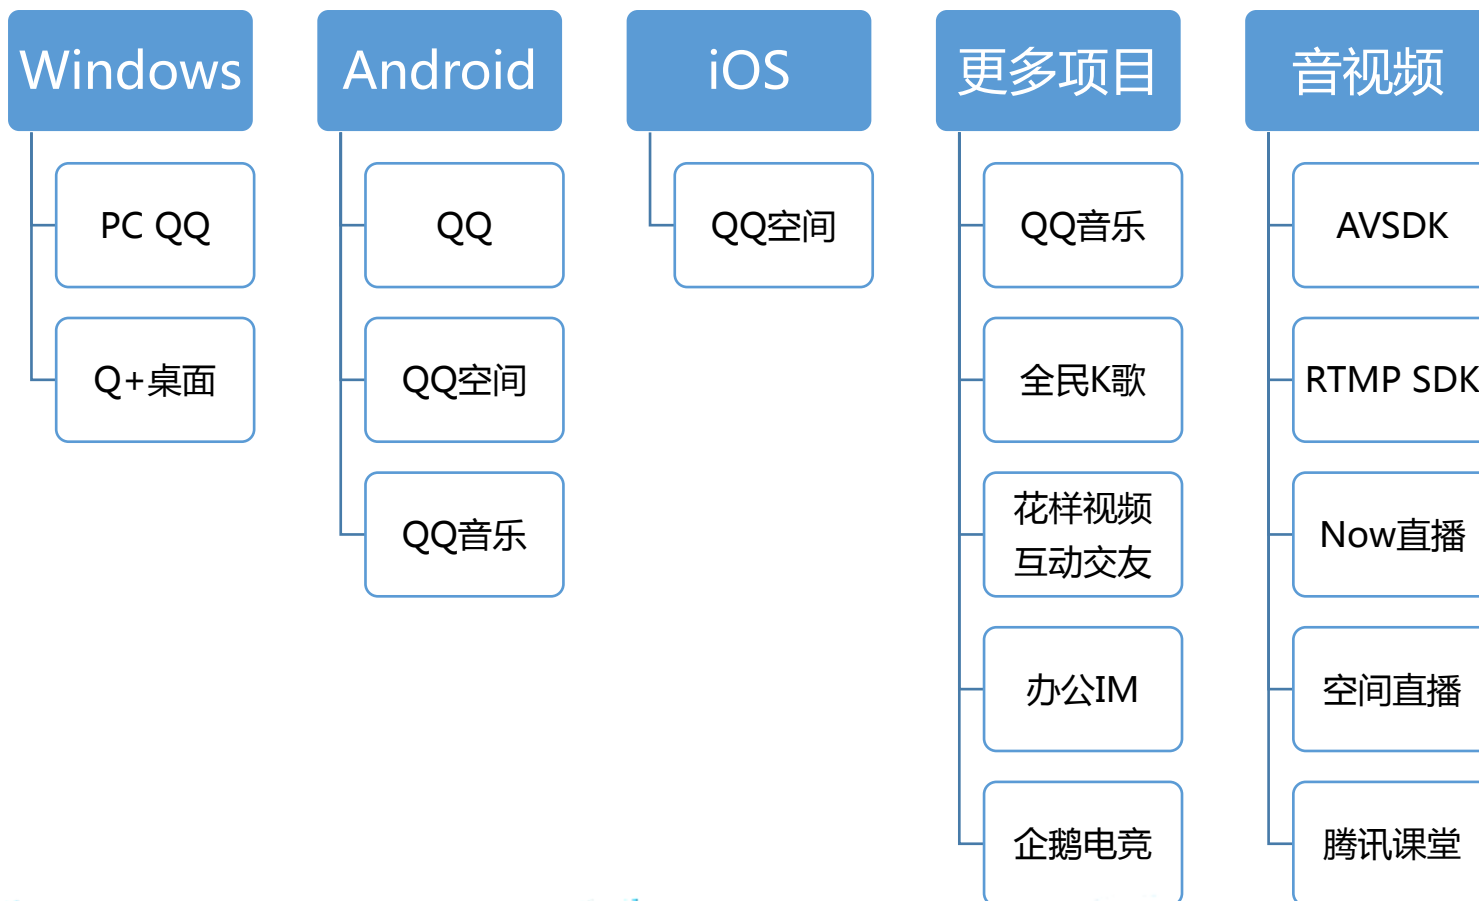 Windows
PC QQ
Q+桌面
Android
QQ
QQ空间
QQ音乐
iOS
QQ空间
更多项目
QQ音乐
全民K歌
花样视频
互动交友
办公IM
企鹅电竞
音视频
AVSDK
RTMP SDK
Now直播
空间直播
腾讯课堂